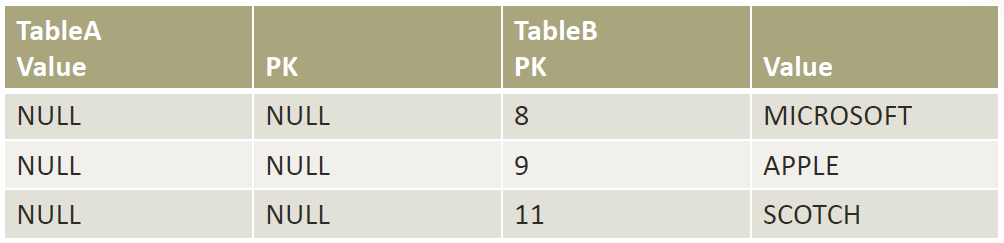 TableA TableB
Value PK PK Value
NULL NULL 8 MICROSOFT
NULL NULL 9 APPLE
NULL NULL 11 SCOTCH